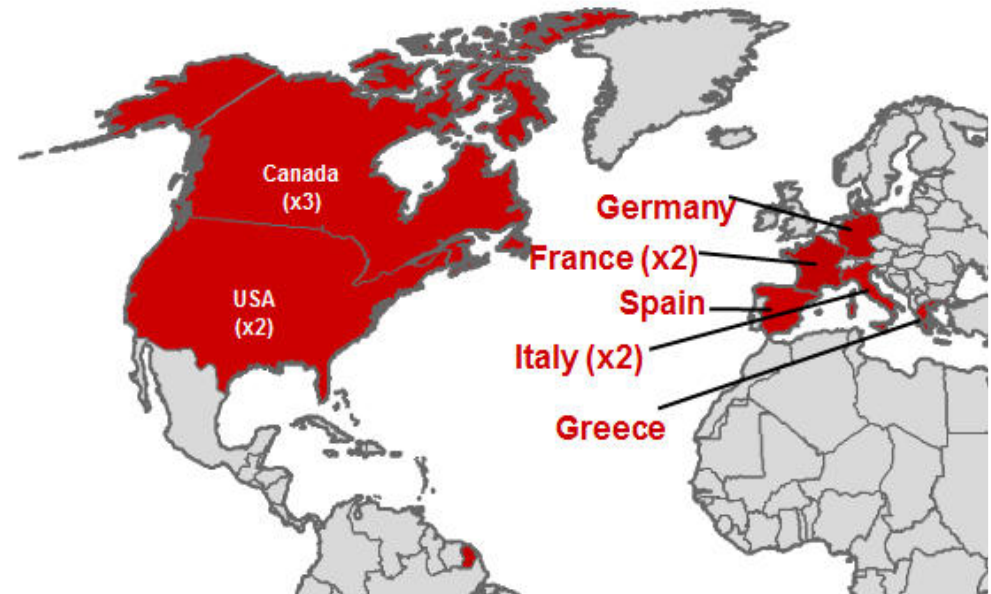 Canada
(x3)
USA
(x2)
Germany
France (x2)
Spain
Italy (x2)
Greece